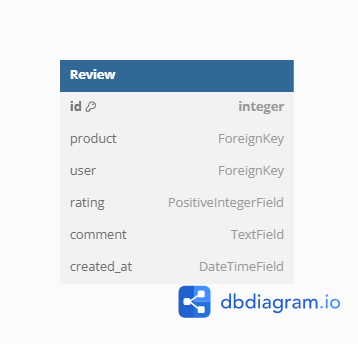 Review
id integer
product ForeignKey
user ForeignKey
rating PositiveIntegerField
comment TextField
created_at DateTimeField
dbdiagram.io